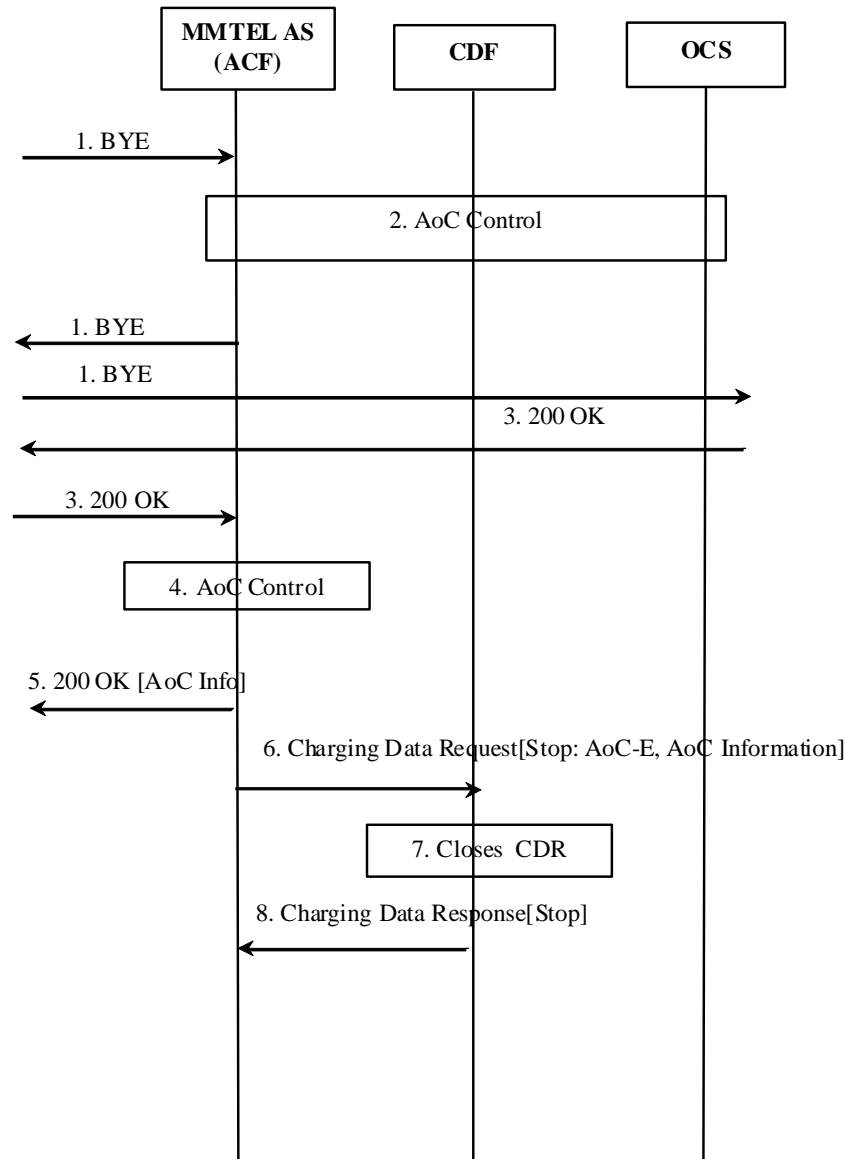 MMTEL AS
(ACF)
CDF
OCS
1. BYE
2. AoC Control
1. BYE
1. BYE
3. 200 OK
3. 200 OK
4. AoC Control
5. 200 OK [AoC Info]
6. Charging Data Request[Stop: AoC-E, AoC Information]
7. Closes CDR
8. Charging Data Response[Stop]